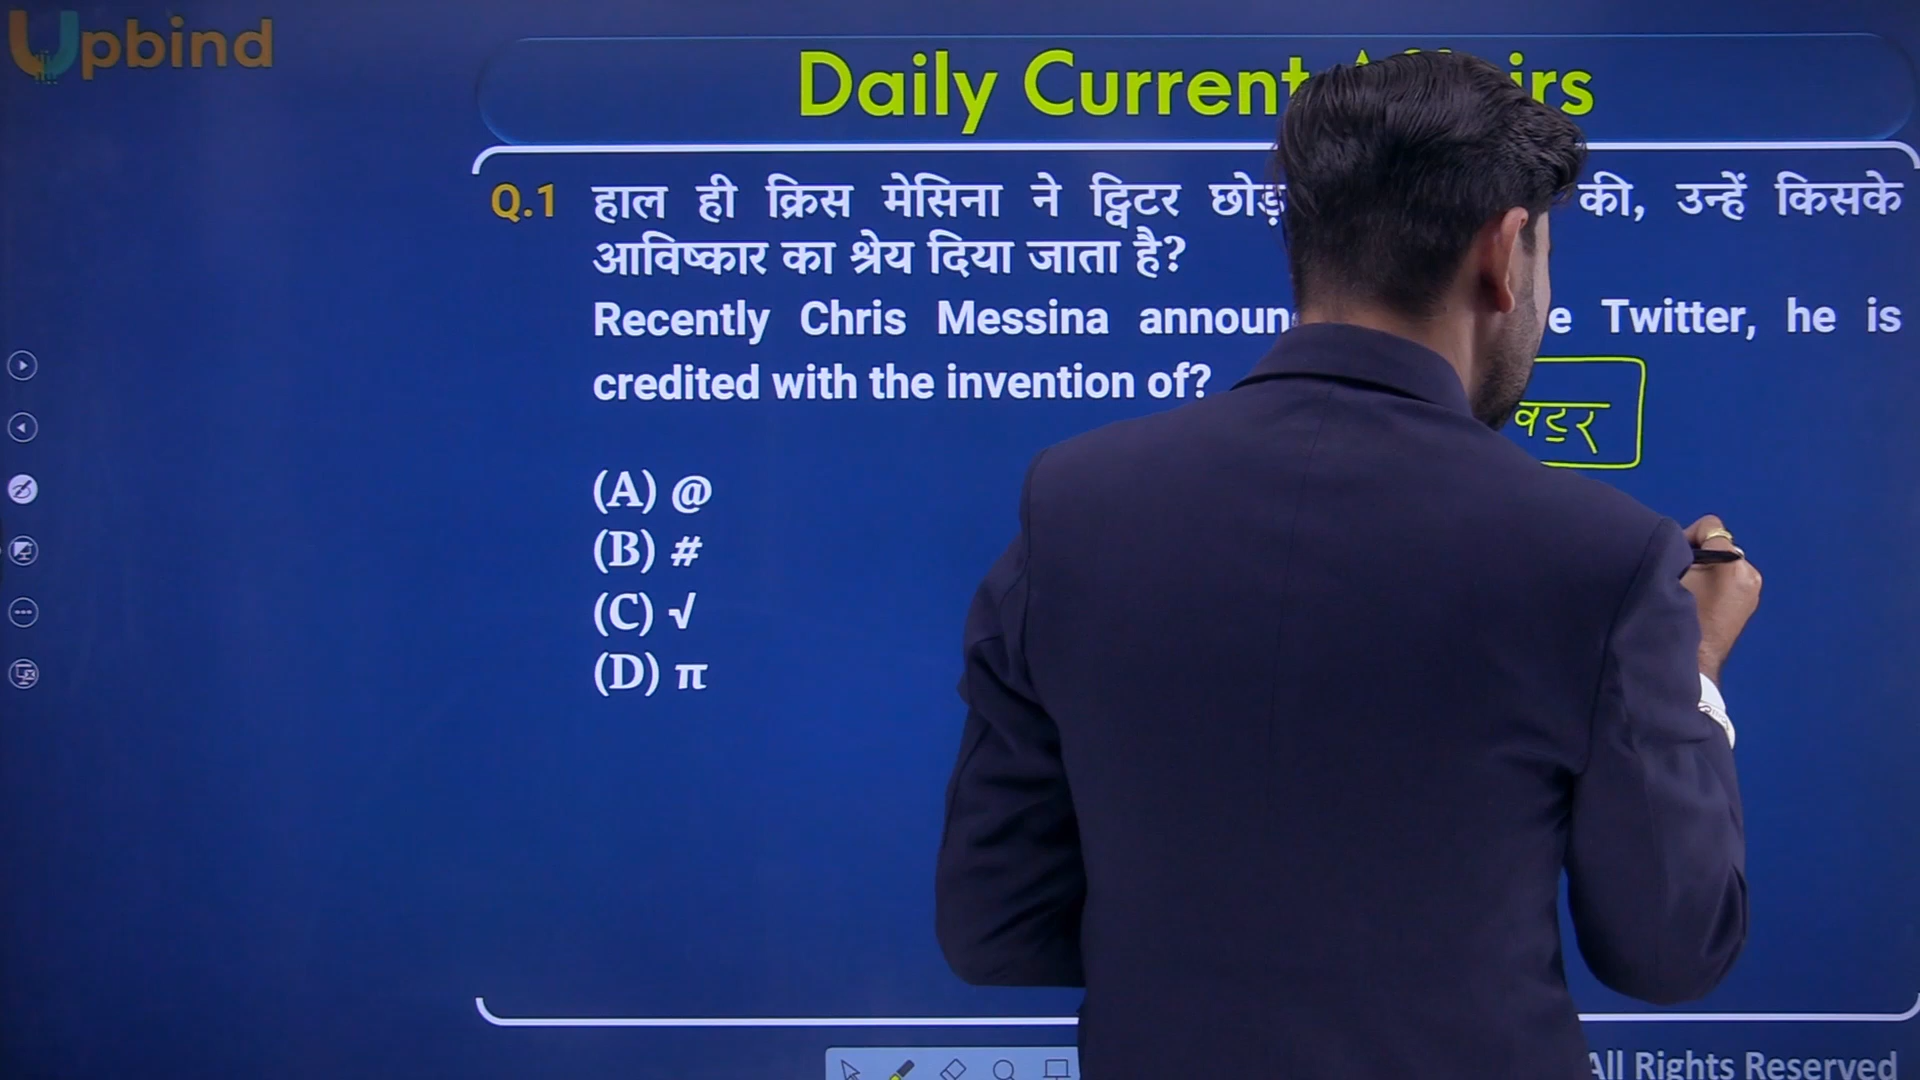 Upbind
Daily Current irs
Q.1 हाल ही क्रिस मेसिना ने ट्विटर छोड़ की, उन्हें किसके
आविष्कार का श्रेय दिया जाता है?
Recently Chris Messina announ e Twitter, he is
credited with the invention of?
(A) @
(B) #
(C) √
(D) π
All Rights Reserved